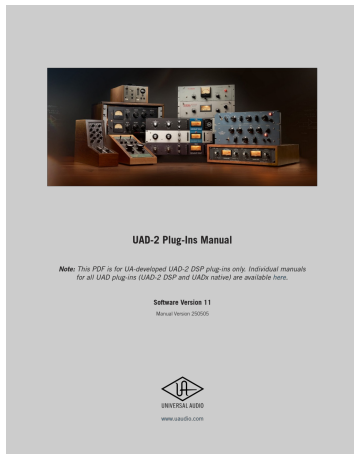 UAD-2 Plug-Ins Manual
Note: This PDF is for UA-developed UAD-2 DSP plug-ins only. Individual manuals
for all UAD plug-ins (UAD-2 DSP and UADx native) are available here.
Software Version 11
Manual Version 250505
UA
UNIVERSAL AUDIO
www.uaudio.com